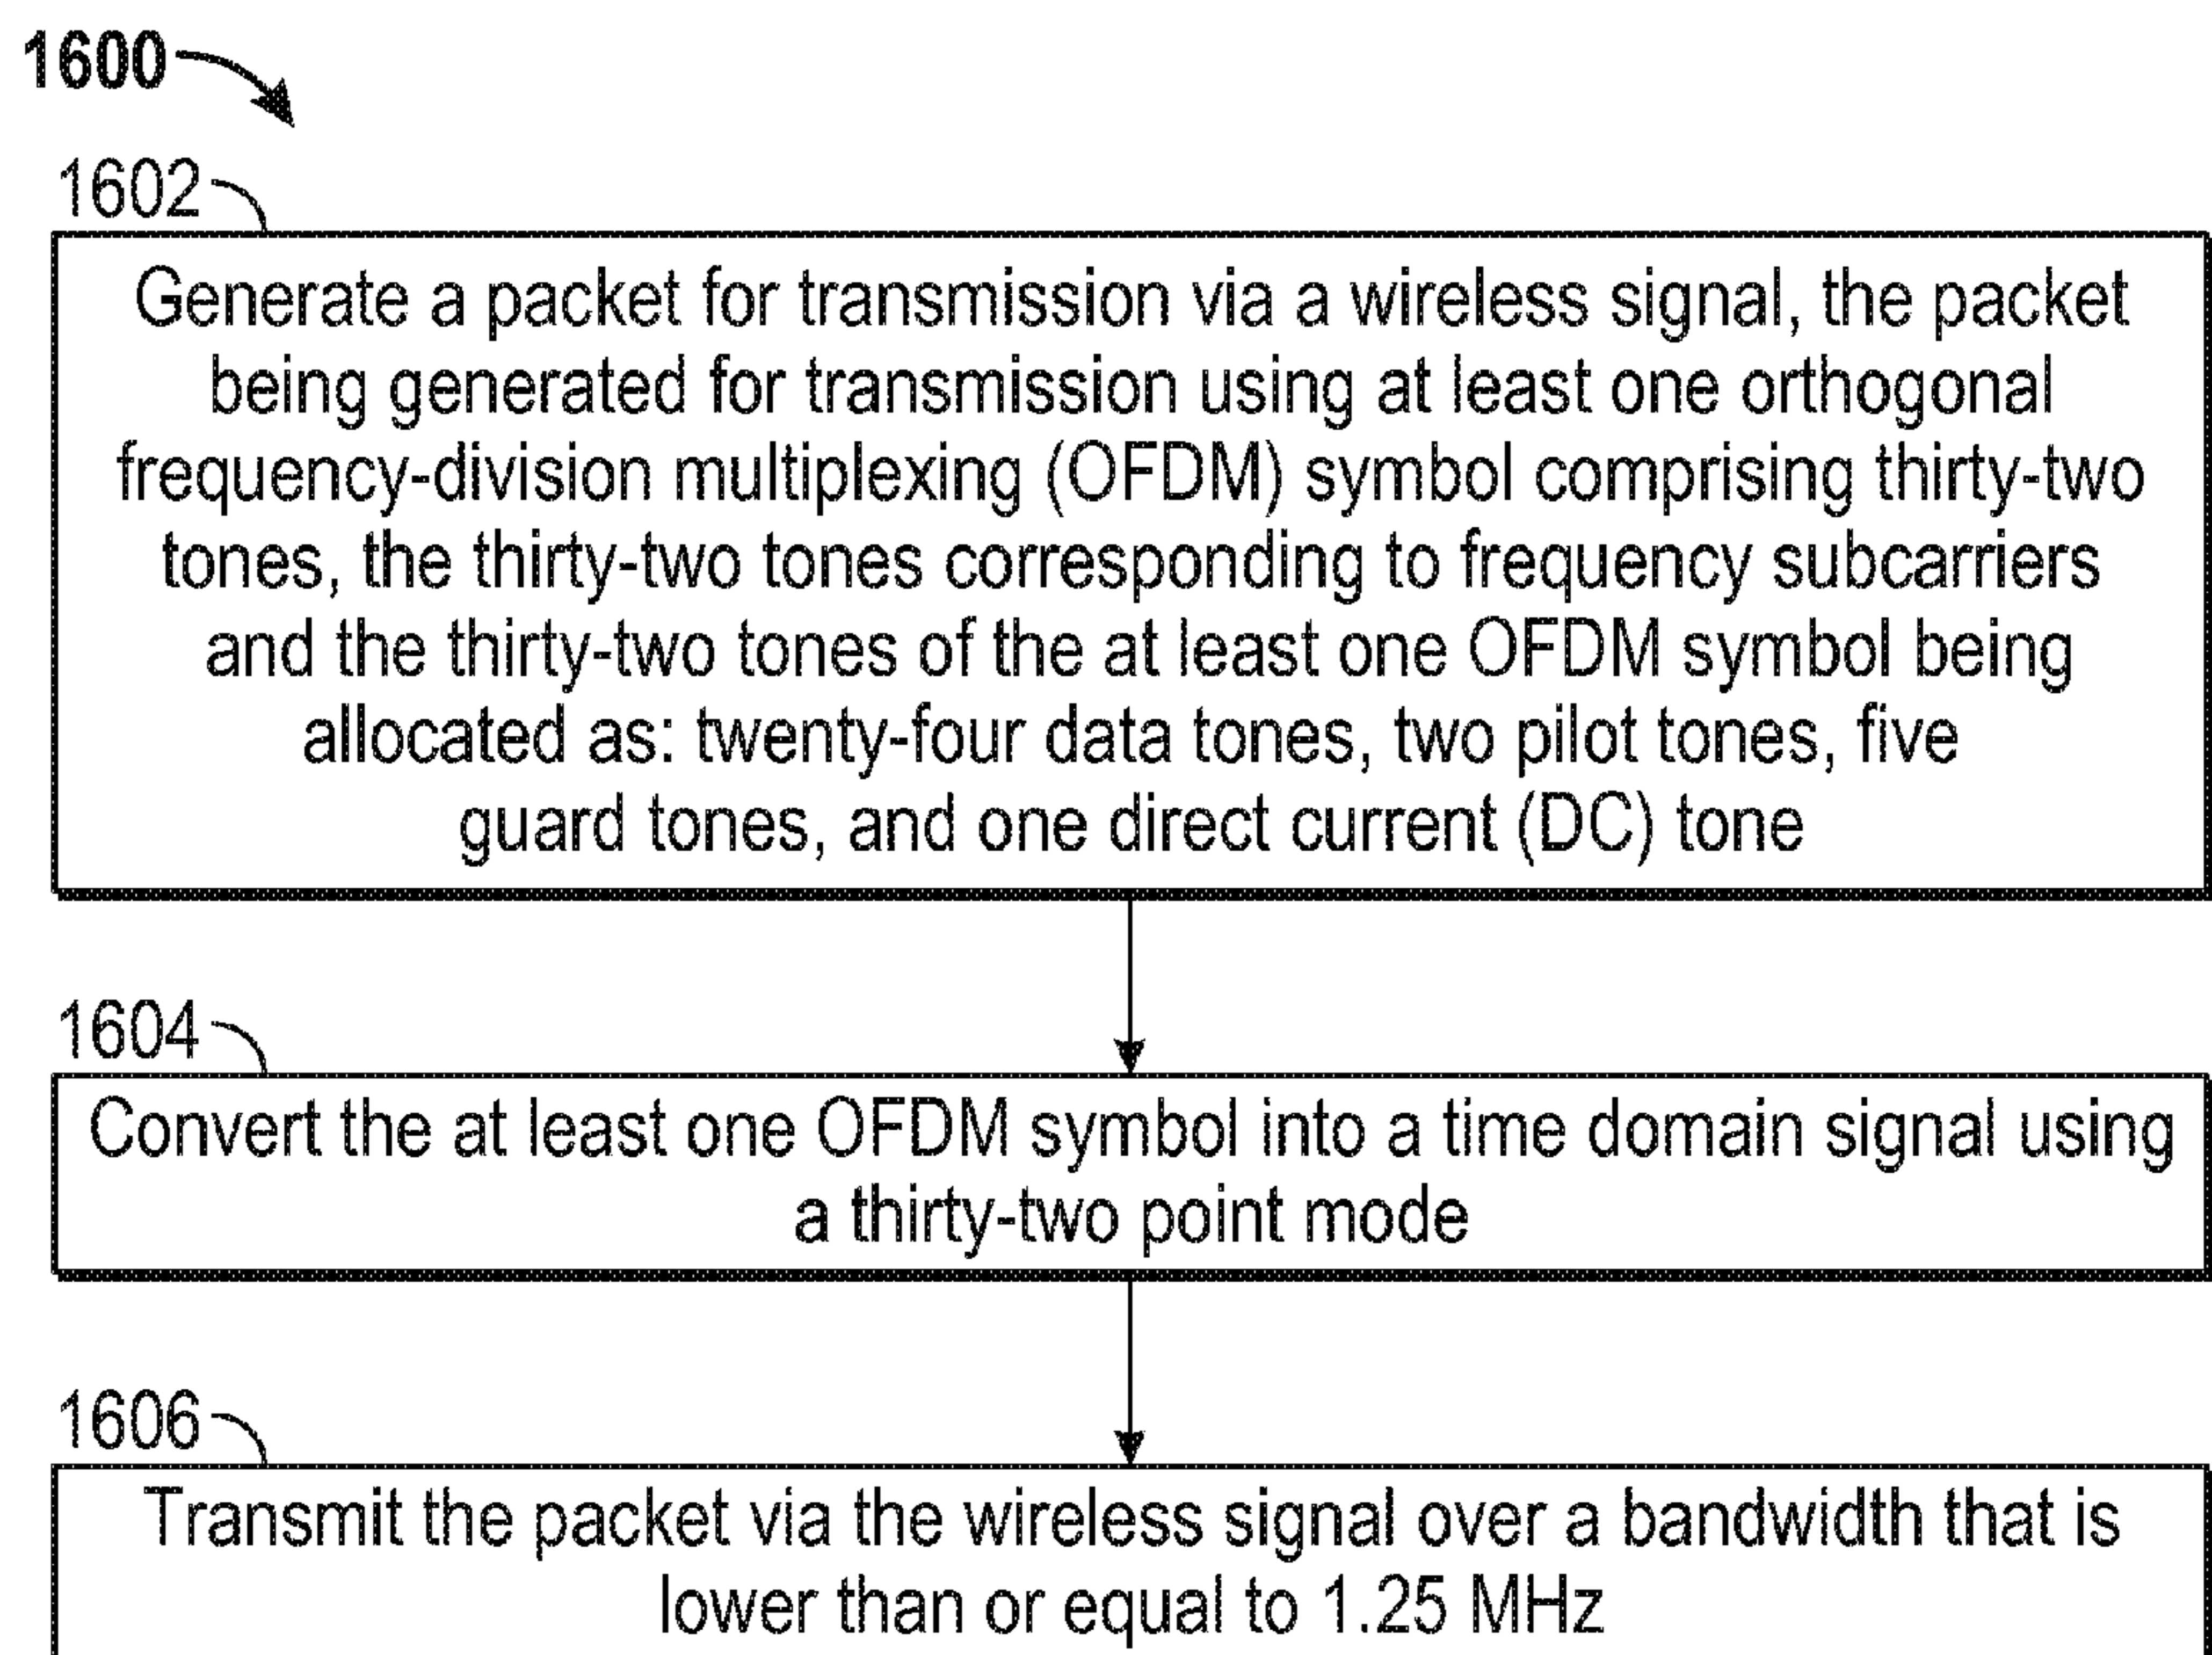 1600
1602
Generate a packet for transmission via a wireless signal, the packet
being generated for transmission using at least one orthogonal
frequency-division multiplexing (OFDM) symbol comprising thirty-two
tones, the thirty-two tones corresponding to frequency subcarriers
and the thirty-two tones of the at least one OFDM symbol being
allocated as: twenty-four data tones, two pilot tones, five
guard tones, and one direct current (DC) tone
1604
Convert the at least one OFDM symbol into a time domain signal using
a thirty-two point mode
1606
Transmit the packet via the wireless signal over a bandwidth that is
lower than or equal to 1.25 MHz